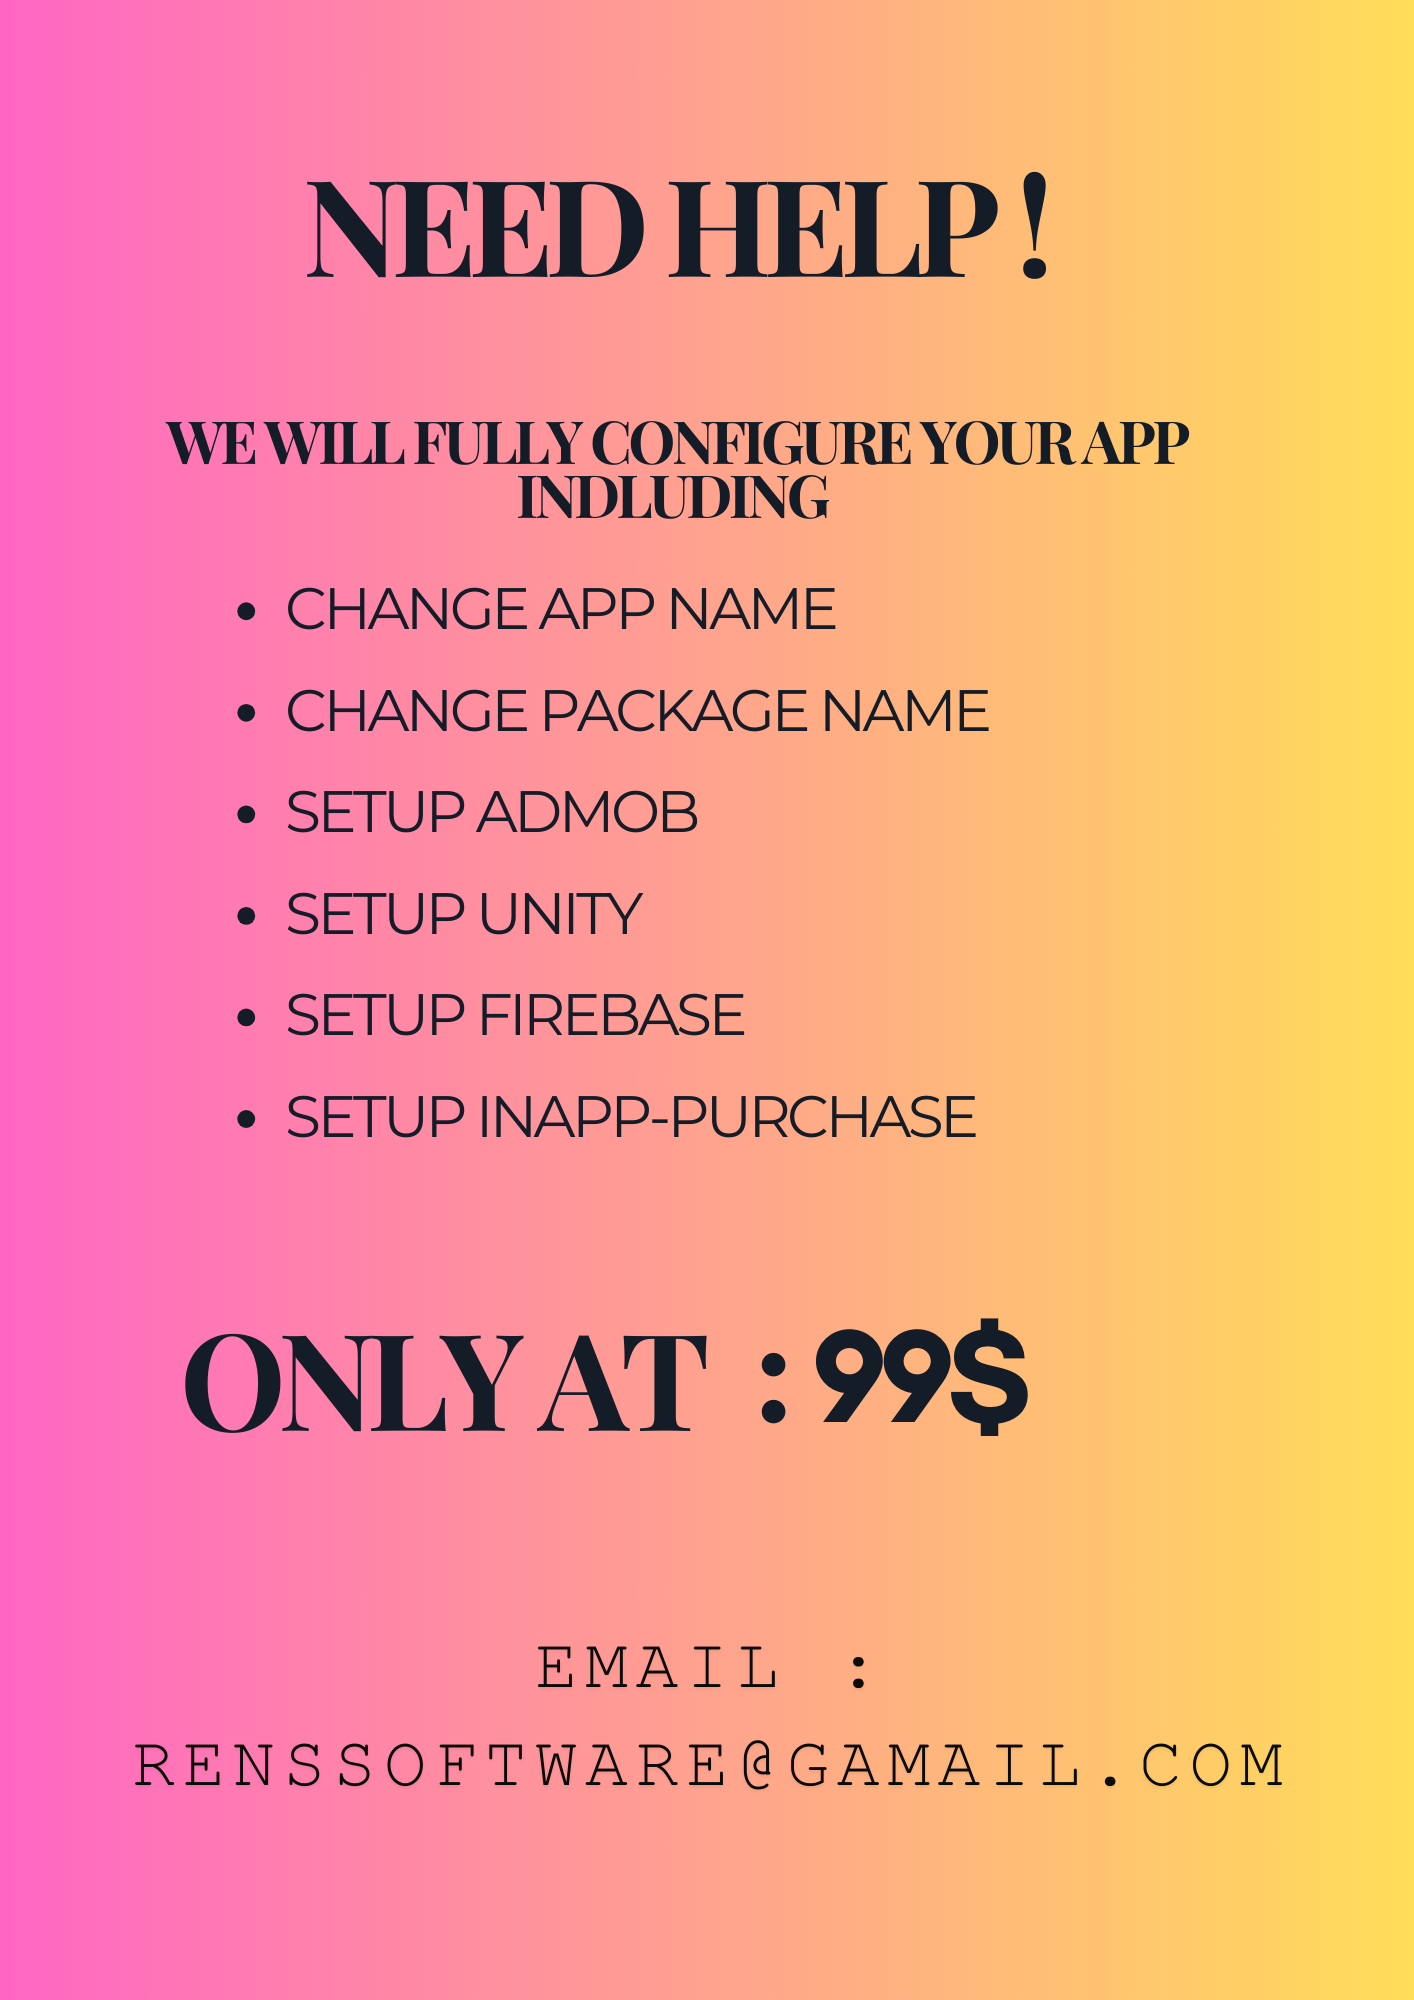 NEED HELP !
WE WILL FULLY CONFIGURE YOUR APP
INDLUDING
• CHANGE APP NAME
• CHANGE PACKAGE NAME
• SETUP ADMOB
• SETUP UNITY
• SETUP FIREBASE
• SETUP INAPP-PURCHASE
ONLY AT : 99$
EMAIL :
RENSSOFTWARE@GAMAIL.COM